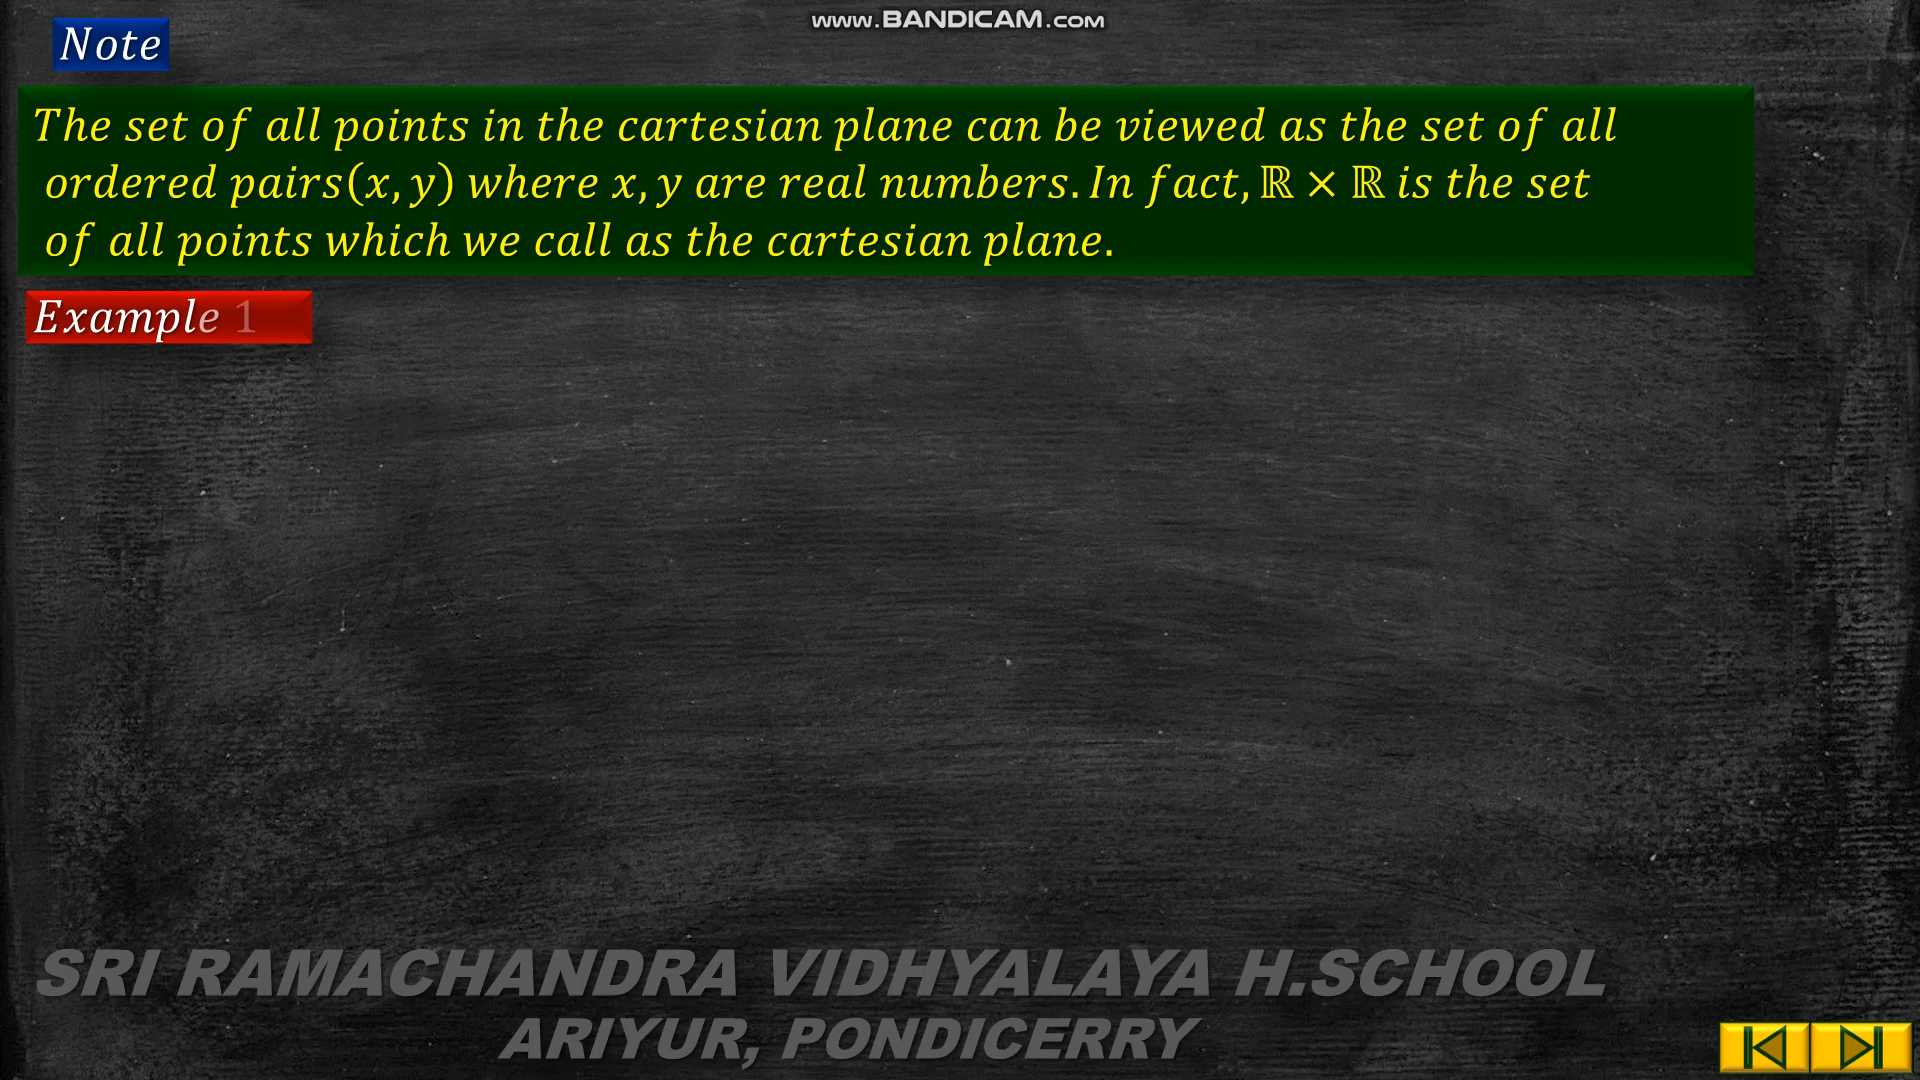 www.BANDICAM.COM
Note
The set of all points in the cartesian plane can be viewed as the set of all
ordered pairs(x, y) where x, y are real numbers. In fact, ℝ × ℝ is the set
of all points which we call as the cartesian plane.
Example 1
SRI RAMACHANDRA VIDHYALAYA H.SCHOOL
ARIYUR, PONDICERRY